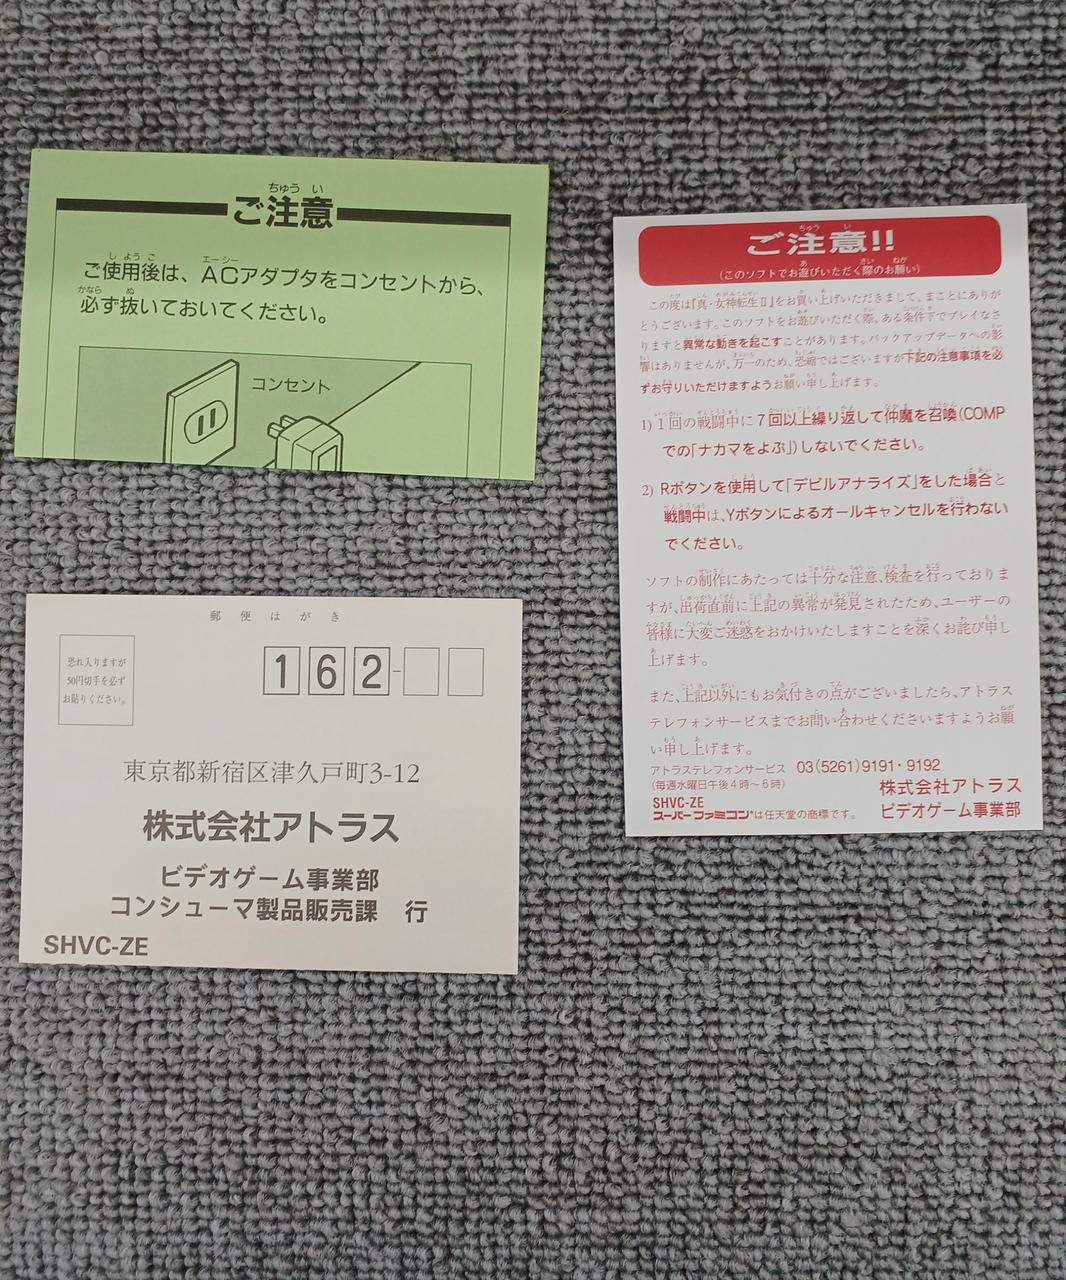 ちゅう い
ご注意
し よう ご エーシー
ご使用後は、ACアダプタをコンセントから、
かなら ぬ
必ず抜いておいてください。
コンセント
郵便はがき
恐れ入りますが
50円切手を必ず
お貼りください。
162-
東京都新宿区津久戸町3-12
株式会社アトラス
ビデオゲーム事業部
コンシューマ製品販売課 行
SHVC-ZE
ちゅう い
ご注意!!
(このソフトでお遊びいただく際のお願い)
この度は『真・女神転生Ⅱ』をお買い上げいただきまして、まことにありが
とうございます。このソフトをお遊びいただく際、ある条件下でプレイなさ
りますと異常な動きを起こすことがあります。バックアップデータへの影
響はありませんが、万一のため、恐縮ではございますが下記の注意事項を必
ずお守りいただけますようお願い申し上げます。
1) 1回の戦闘中に7回以上繰り返して仲魔を召喚(COMP
での「ナカマをよぶ」)しないでください。
2) Rボタンを使用して「デビルアナライズ」をした場合と
戦闘中は、Yボタンによるオールキャンセルを行わない
でください。
ソフトの制作にあたっては十分な注意、検査を行っておりま
すが、出荷直前に上記の異常が発見されたため、ユーザーの
皆様に大変ご迷惑をおかけいたしますことを深くお詫び申し
上げます。
また、上記以外にもお気付きの点がございましたら、アトラス
テレフォンサービスまでお問い合わせくださいますようお願
い申し上げます。
アトラステレフォンサービス 03(5261)9191・9192
(毎週水曜日午後4時〜6時)
株式会社アトラス
SHVC-ZE
ビデオゲーム事業部
スーパーファミコン®は任天堂の商標です。